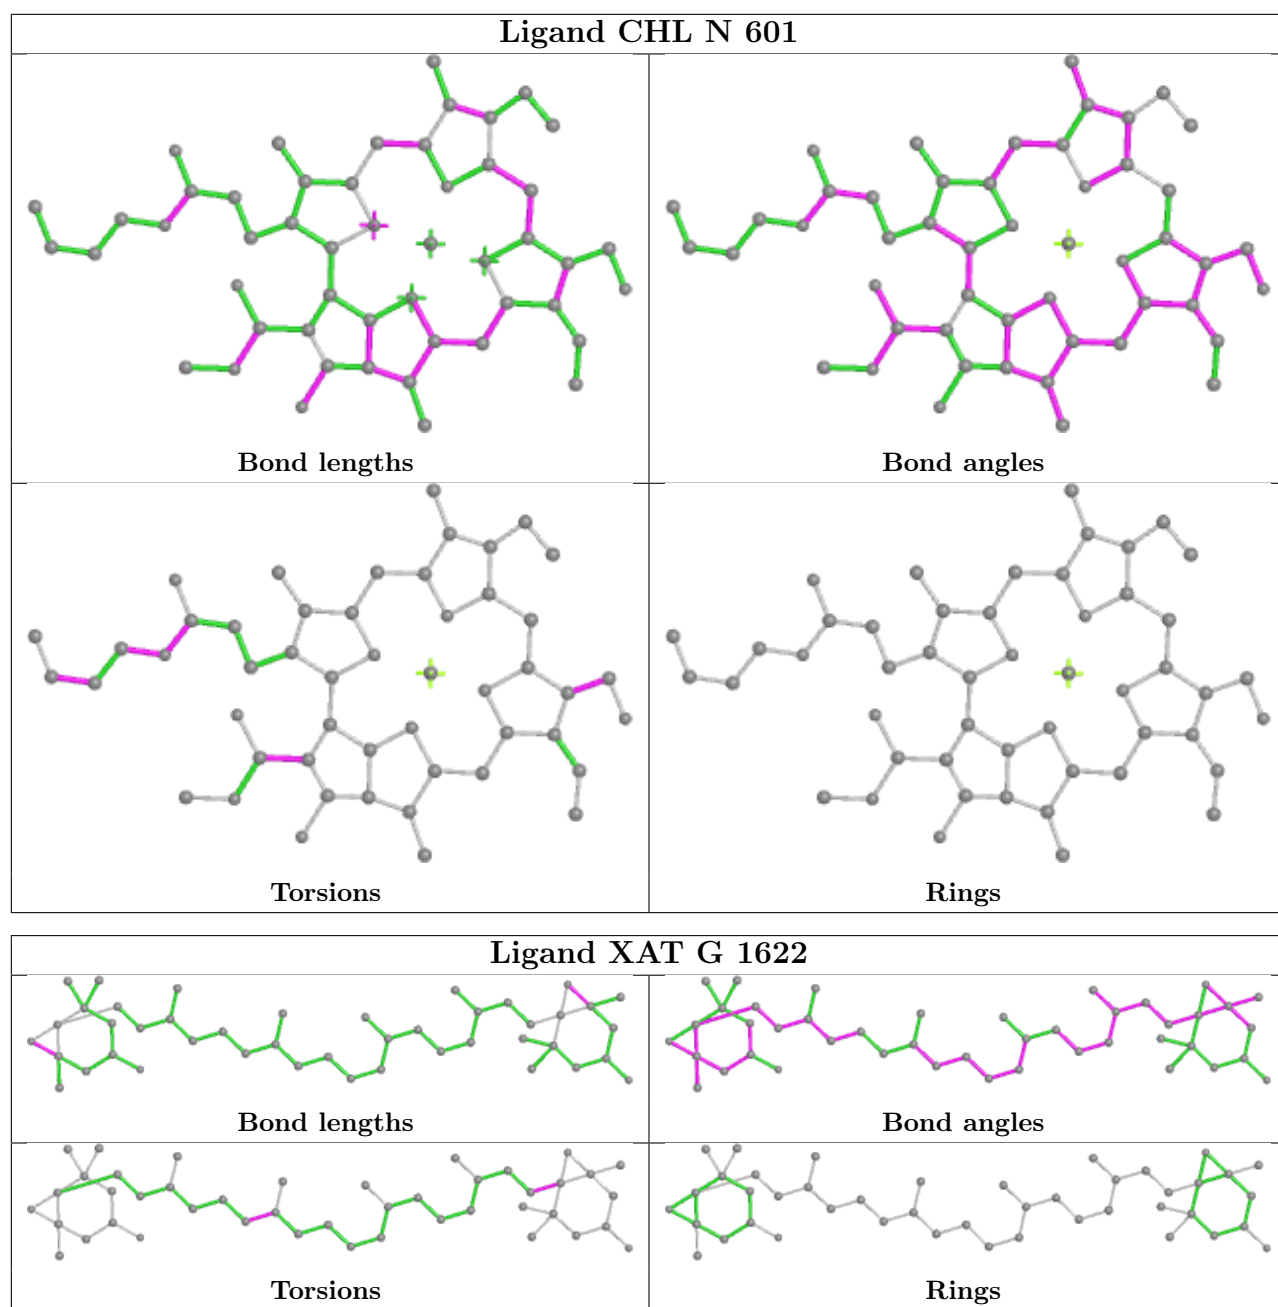 Ligand CHL N 601
Bond lengths
Bond angles
Torsions
Rings
Ligand XAT G 1622
Bond lengths
Bond angles
Torsions
Rings